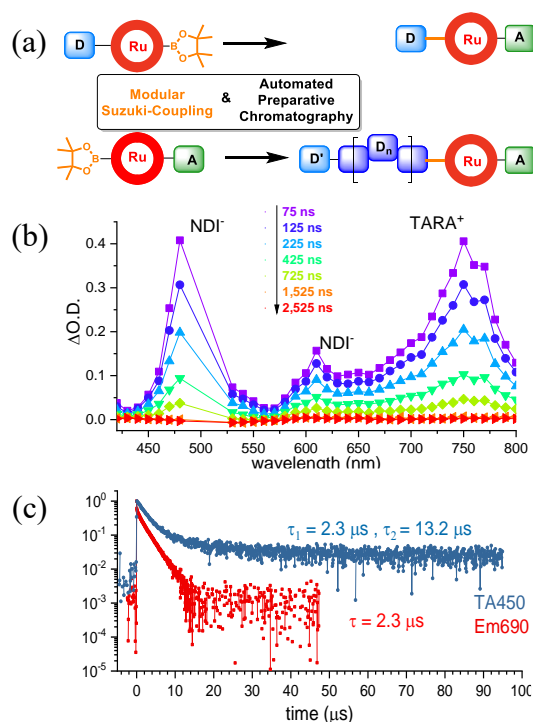 (a)
D
Ru
B
O
O
D
Ru
A
Modular
Suzuki-Coupling
&
Automated
Preparative
Chromatography
O
O
B
Ru
A
D'
Dn
Ru
A
(b)
NDI-
75 ns
125 ns
225 ns
425 ns
725 ns
1,525 ns
2,525 ns
TARA+
NDI-
ΔO.D.
0.4
0.3
0.2
0.1
0.0
450 500 550 600 650 700 750 800
wavelength (nm)
(c)
10^0
10^-1
10^-2
10^-3
10^-4
10^-5
τ1 = 2.3 μs , τ2 = 13.2 μs
TA450
τ = 2.3 μs
Em690
0 10 20 30 40 50 60 70 80 90 100
time (μs)